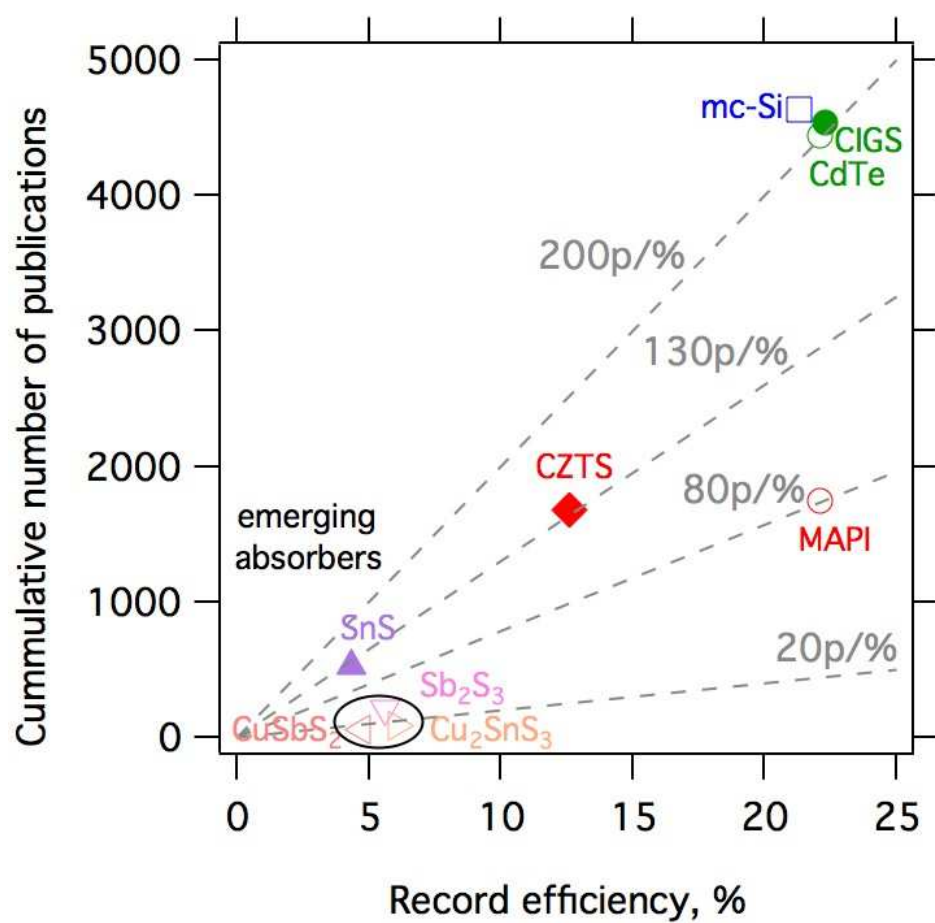 5000
4000
3000
2000
1000
0
Cummulative number of publications
mc-Si
CIGS
CdTe
200p/%
130p/%
CZTS
80p/%
MAPI
emerging
absorbers
SnS
20p/%
Sb₂S₃
CuSbS₂
Cu₂SnS₃
0 5 10 15 20 25
Record efficiency, %